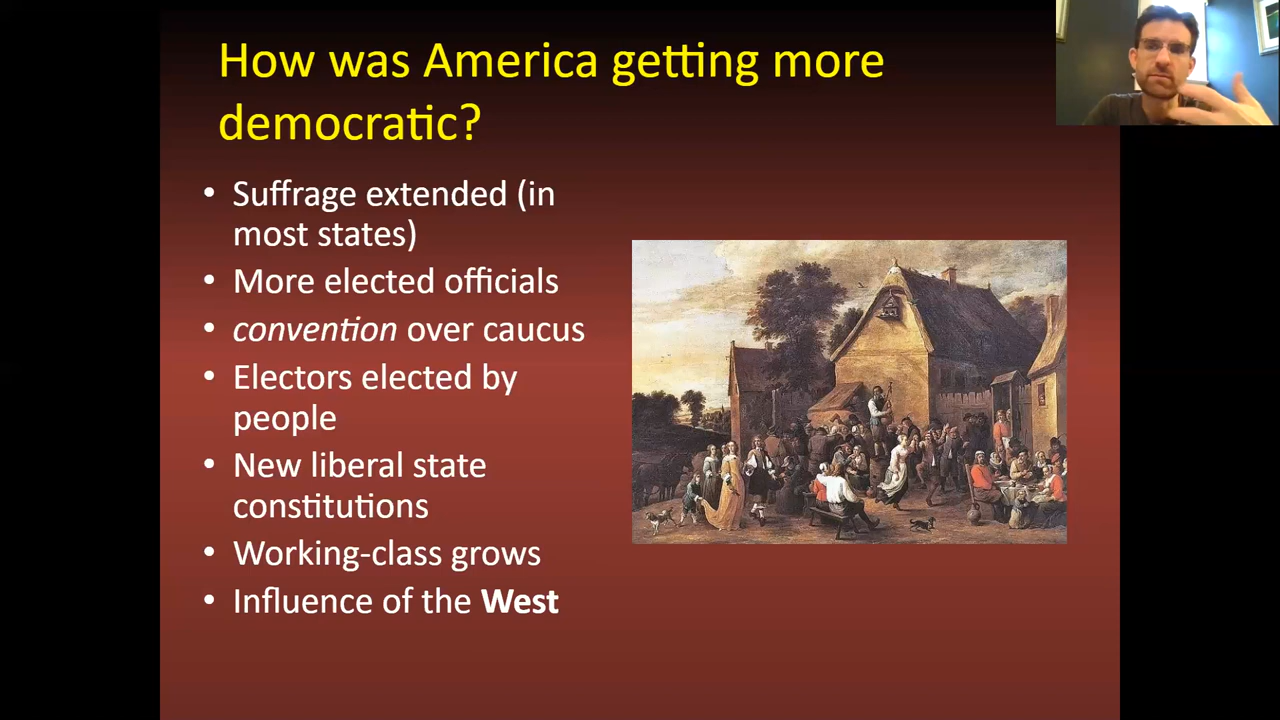 How was America getting more
democratic?
• Suffrage extended (in
most states)
• More elected officials
• convention over caucus
• Electors elected by
people
• New liberal state
constitutions
• Working-class grows
• Influence of the West